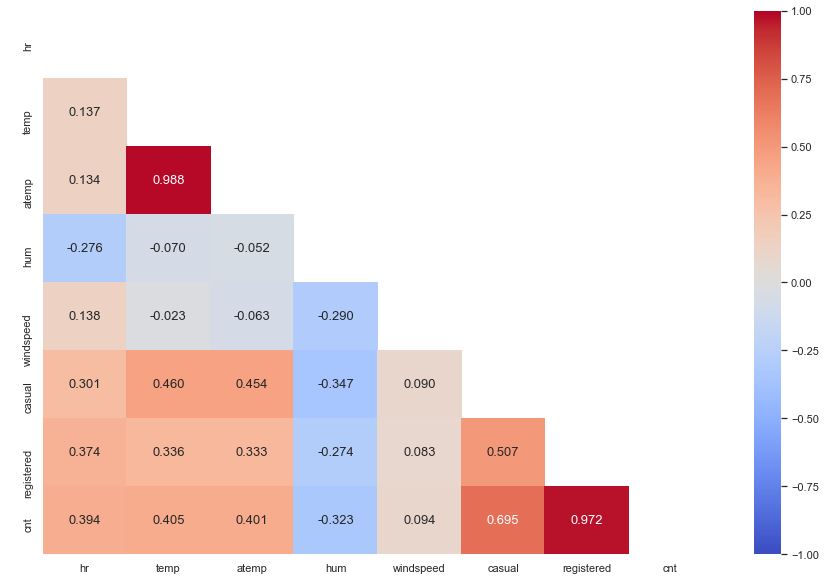 hr
temp 0.137
atemp 0.134 0.988
hum -0.276 -0.070 -0.052
windspeed 0.138 -0.023 -0.063 -0.290
casual 0.301 0.460 0.454 -0.347 0.090
registered 0.374 0.336 0.333 -0.274 0.083 0.507
cnt 0.394 0.405 0.401 -0.323 0.094 0.695 0.972
hr temp atemp hum windspeed casual registered cnt
1.00
0.75
0.50
0.25
0.00
−0.25
−0.50
−0.75
−1.00